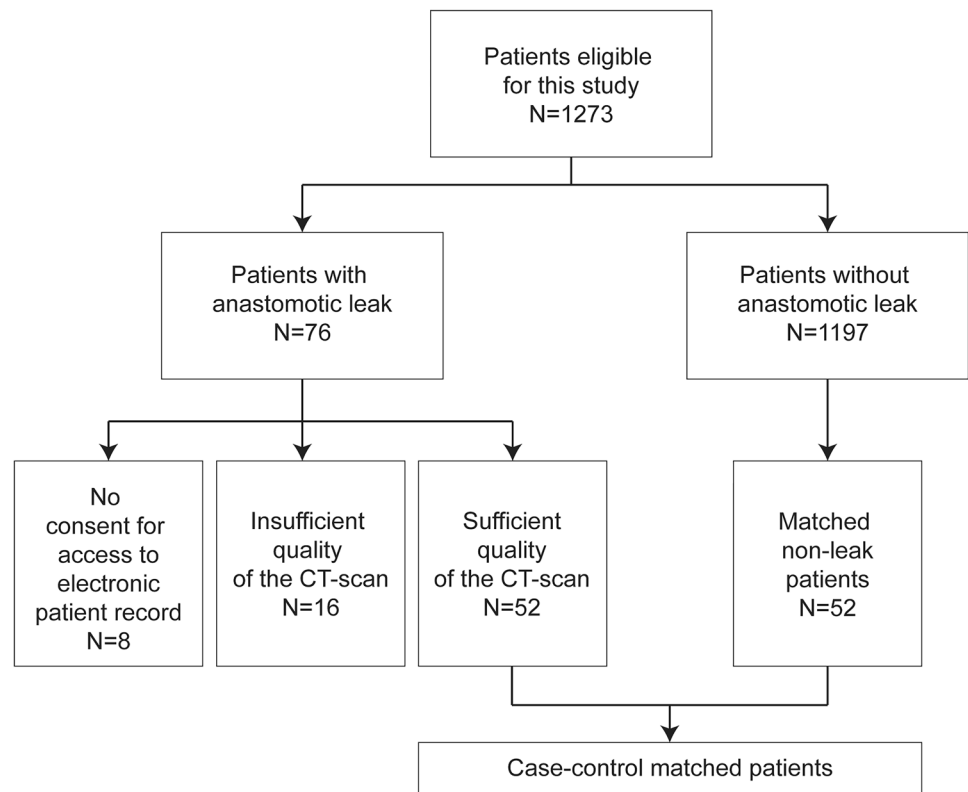 Patients eligible
for this study
N=1273
Patients with
anastomotic leak
N=76
Patients without
anastomotic leak
N=1197
No
consent for
access to
electronic
patient record
N=8
Insufficient
quality
of the CT-scan
N=16
Sufficient
quality
of the CT-scan
N=52
Matched
non-leak
patients
N=52
Case-control matched patients